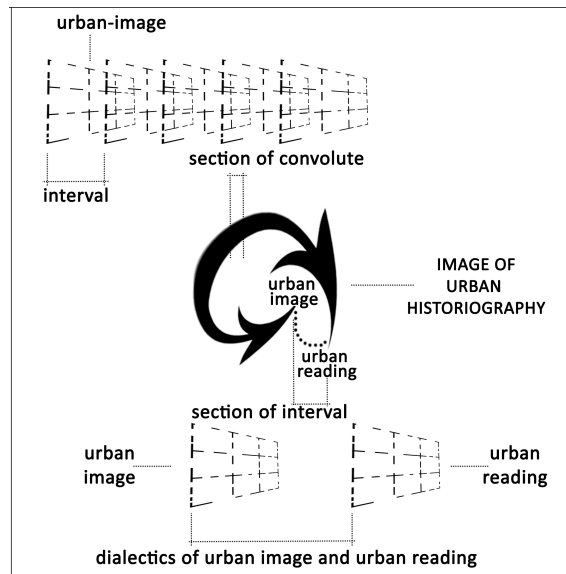 urban-image
section of convolute
interval
urban
image
IMAGE OF
URBAN
HISTORIOGRAPHY
urban
reading
section of interval
urban
image
urban
reading
dialectics of urban image and urban reading